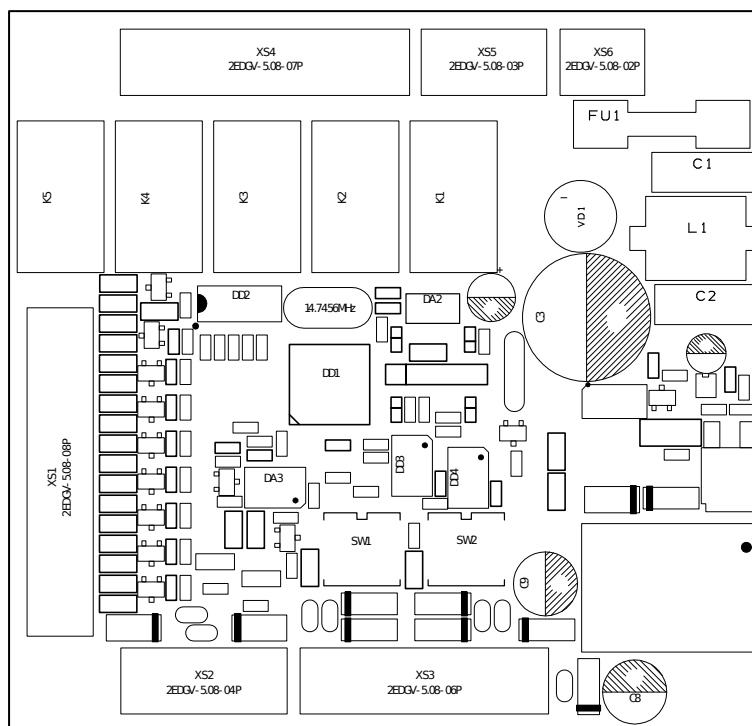 XS4
2EDGV-5.08-07P
XS5
2EDGV-5.08-03P
XS6
2EDGV-5.08-02P
FU1
C1
K5
K4
K3
K2
K1
VD1
L1
C2
DD2
14.7456MHz
DA2
+
C3
DD1
XS1
2EDGV-5.08-08P
DA3
DD3
DD4
SW1
SW2
C9
XS2
2EDGV-5.08-04P
XS3
2EDGV-5.08-06P
C8